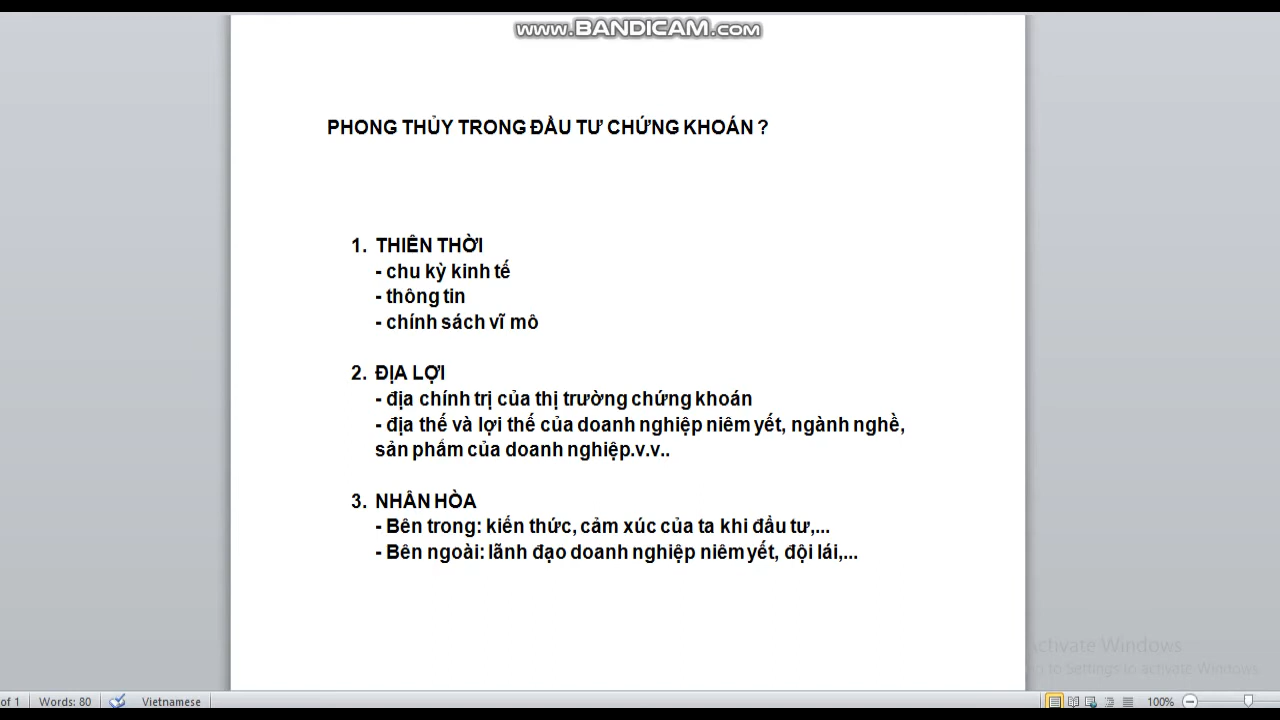 www.BANDICAM.com
PHONG THỦY TRONG ĐẦU TƯ CHỨNG KHOÁN ?
1. THIÊN THỜI
- chu kỳ kinh tế
- thông tin
- chính sách vĩ mô
2. ĐỊA LỢI
- địa chính trị của thị trường chứng khoán
- địa thế và lợi thế của doanh nghiệp niêm yết, ngành nghề,
sản phẩm của doanh nghiệp.v.v..
3. NHÂN HÒA
- Bên trong: kiến thức, cảm xúc của ta khi đầu tư,...
- Bên ngoài: lãnh đạo doanh nghiệp niêm yết, đội lái,...
Activate Windows
to Settings to activate Windows.
of 1 Words: 80 Vietnamese 100%